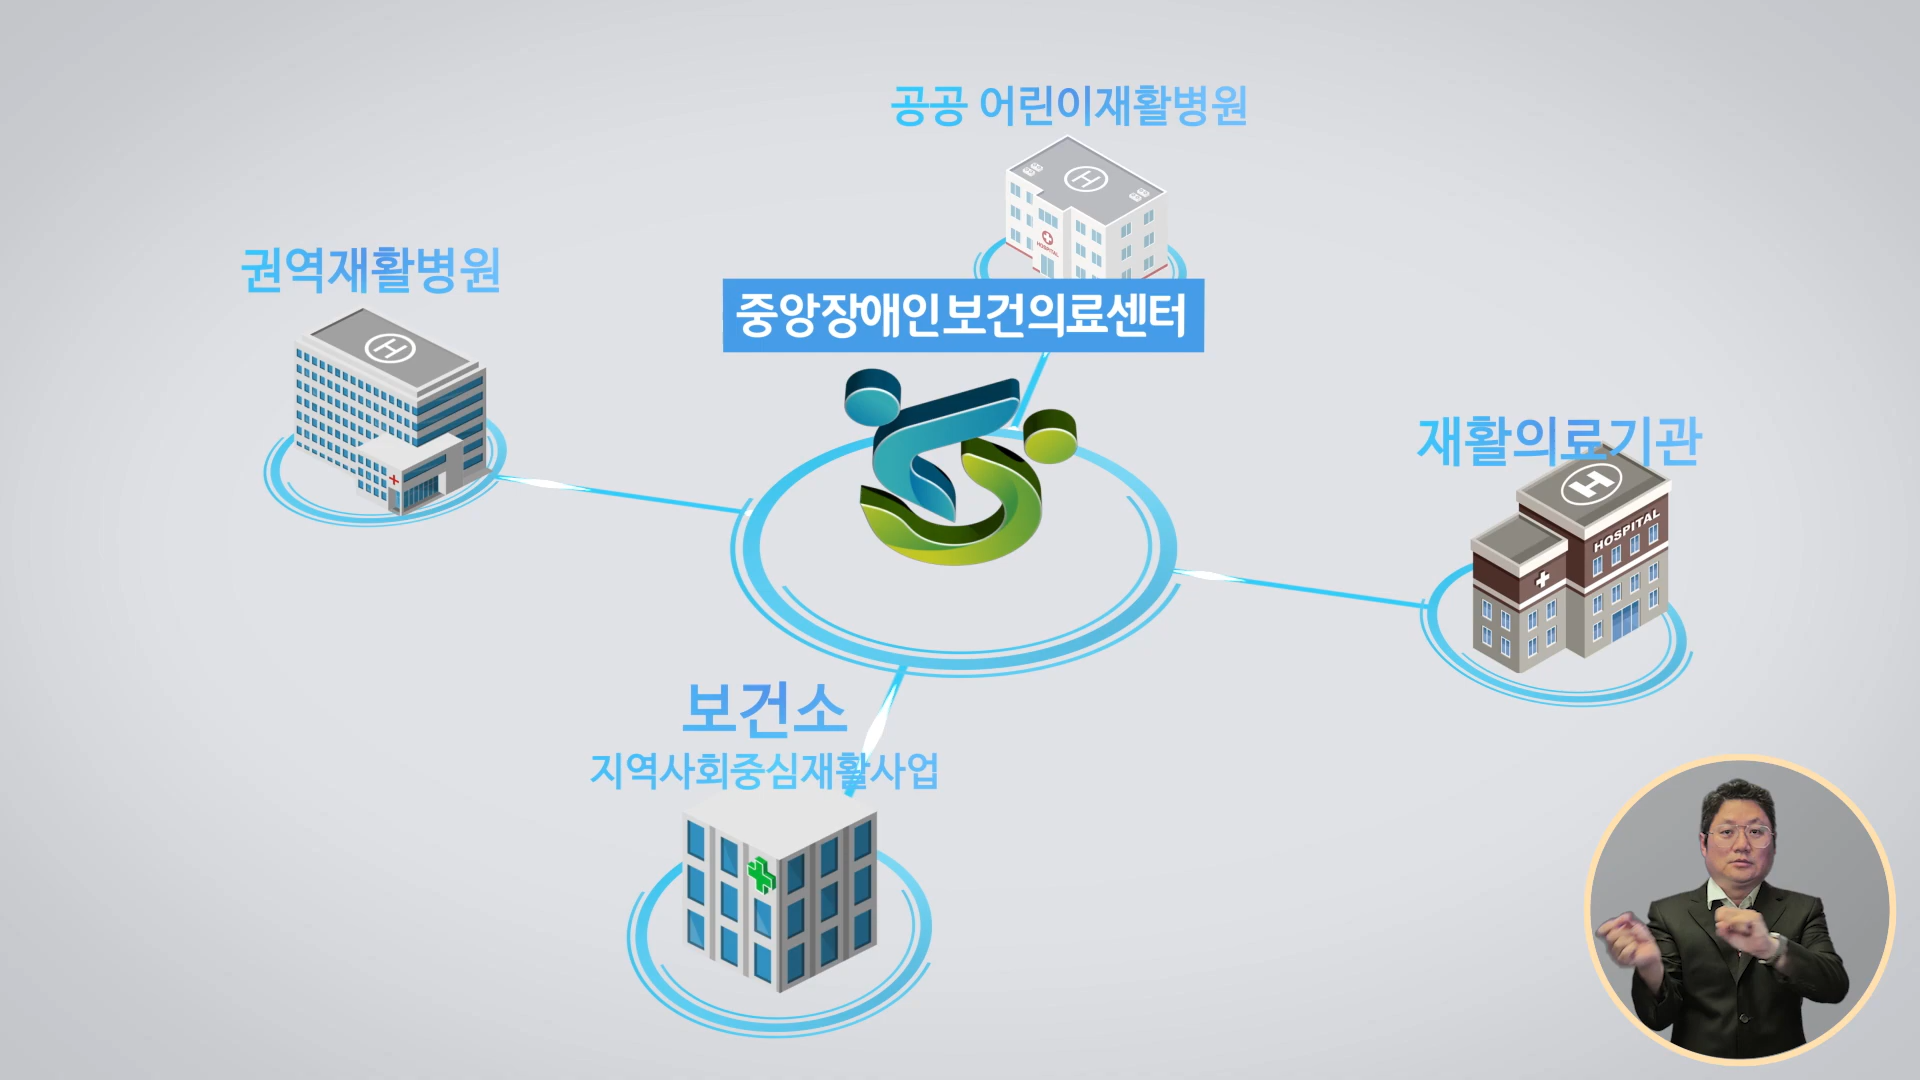 공공 어린이재활병원
권역재활병원
중앙장애인보건의료센터
재활의료기관
HOSPITAL
HOSPITAL
보건소
지역사회중심재활사업